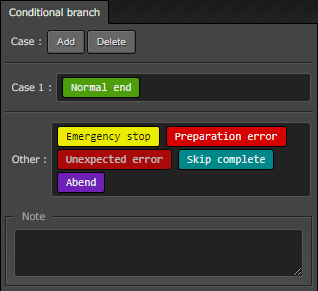 Conditional branch
Case : Add Delete
Case 1 : Normal end
Emergency stop Preparation error
Other : Unexpected error Skip complete
Abend
Note